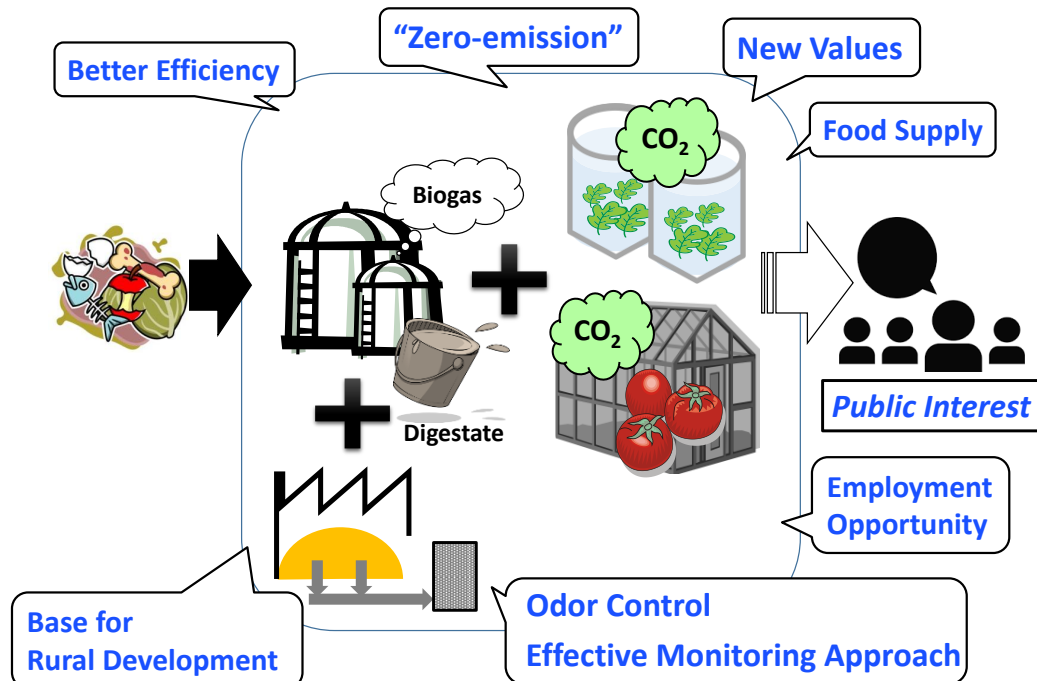 “Zero-emission”
New Values
Better Efficiency
Food Supply
CO₂
Biogas
CO₂
Public Interest
Digestate
Employment
Opportunity
Odor Control
Effective Monitoring Approach
Base for
Rural Development